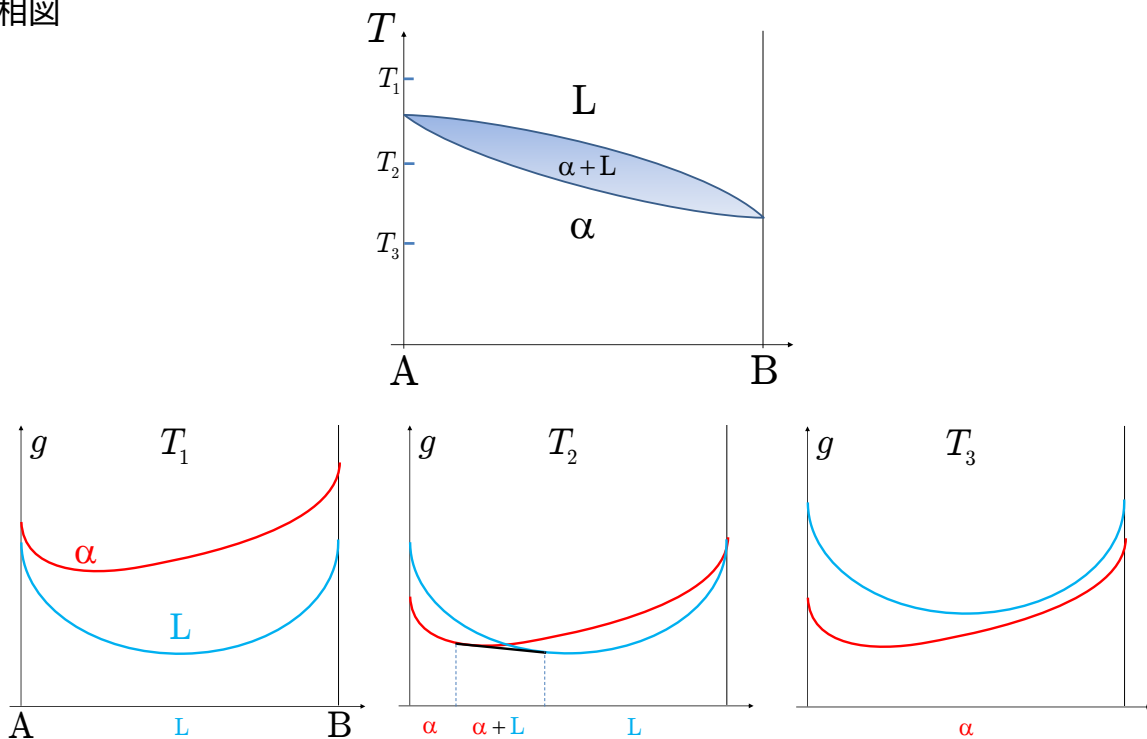 相図
T
T₁
L
T₂
α + L
α
T₃
A B
g T₁
α
L
A L B
g T₂
α α + L L
g T₃
α